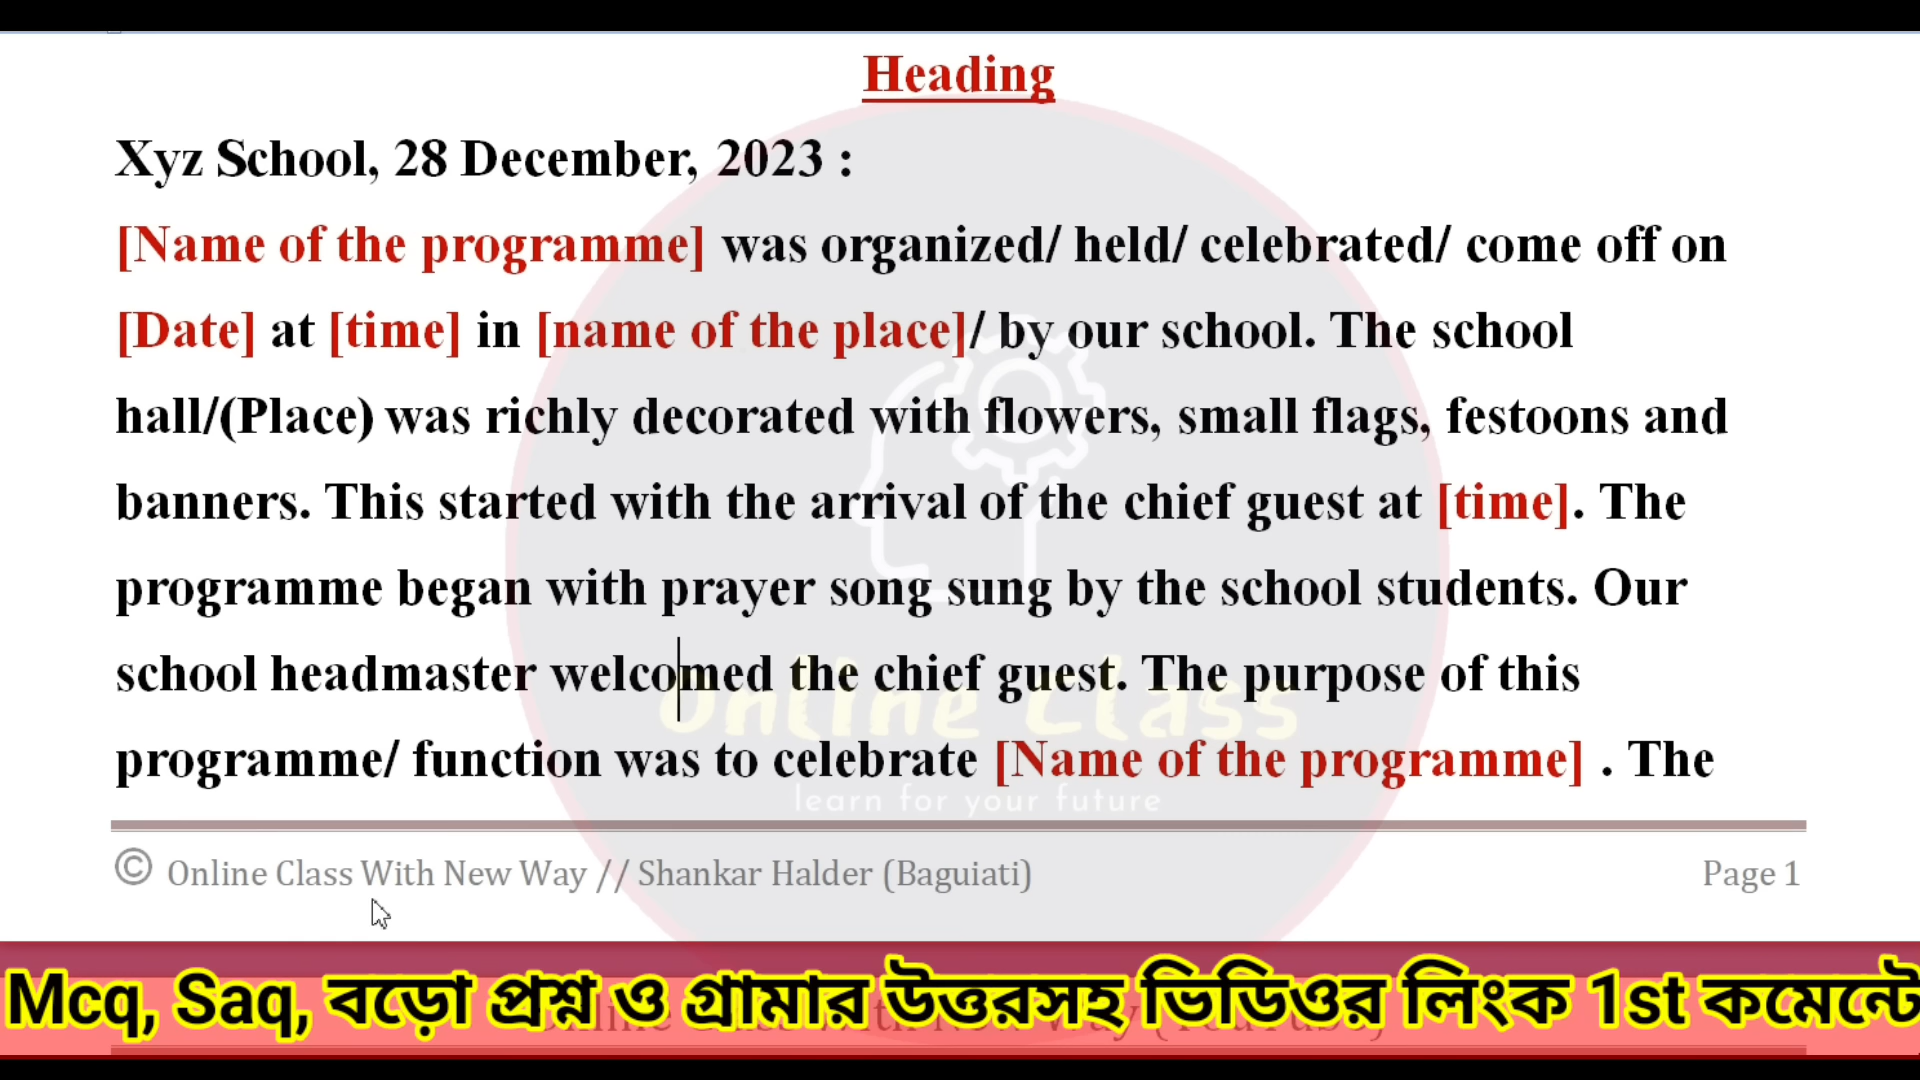 Heading
Xyz School, 28 December, 2023 :
[Name of the programme] was organized/ held/ celebrated/ come off on
[Date] at [time] in [name of the place]/ by our school. The school
hall/(Place) was richly decorated with flowers, small flags, festoons and
banners. This started with the arrival of the chief guest at [time]. The
programme began with prayer song sung by the school students. Our
school headmaster welcomed the chief guest. The purpose of this
Online Class
programme/ function was to celebrate [Name of the programme] . The
learn for your future
© Online Class With New Way // Shankar Halder (Baguiati) Page 1
Mcq, Saq, বড়ো প্রশ্ন ও গ্রামার উত্তরসহ ভিডিওর লিংক 1st কমেন্টে